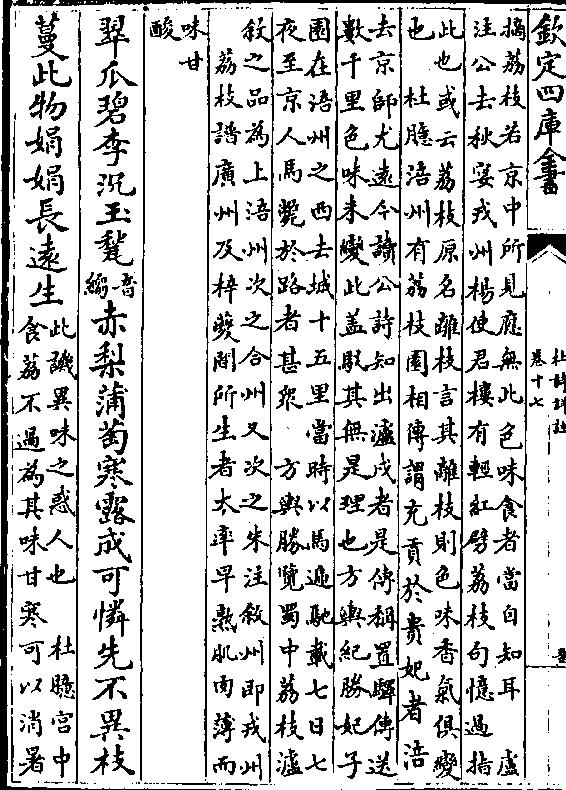 欽定四庫全書
杜詩詳註
卷十七
摘荔枝若京中所見應無此色味食者當自知耳 盧
注公去秋宴戎州楊使君樓有輕紅劈荔枝句憶過指
此也或云荔枝原名離枝言其離枝則色味香氣俱變
也 杜臆涪州有荔枝園相傳謂充貢於貴妃者涪
去京師尤遠今讀公詩知出瀘戎者是俗稱置驛傳送
數千里色味未變此蓋駁其無是理也方輿紀勝妃子
園在涪州之西去城十五里當時以馬遞馳載七日七
夜至京人馬斃於路者甚衆 方輿勝覽蜀中荔枝瀘
敘之品為上涪州次之合州又次之朱注敘州即戎州
荔枝譜廣州及梓夔間所生者大率早熟肌肉薄而
味甘
酸
翠瓜碧李沉玉甃音縐赤梨蒲萄寒露成可憐先不異枝
蔓此物娟娟長遠生此譏異味之惑人也 杜臆宮中
食荔不過為其味甘寒可以消暑